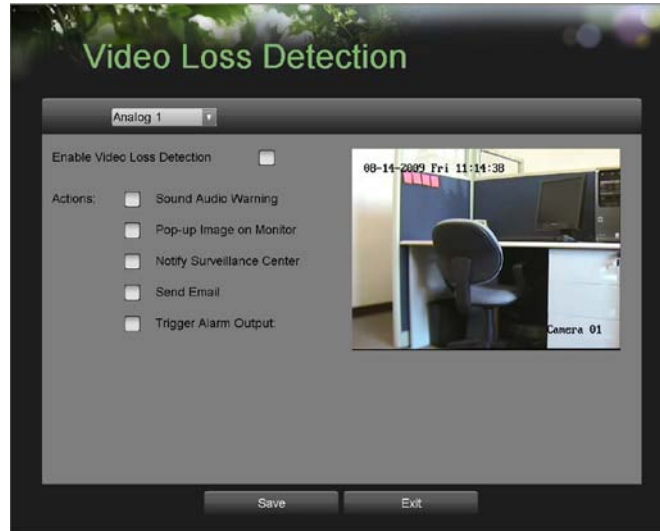 Video Loss Detection
Analog 1
Enable Video Loss Detection
08-14-2009 Fri 11:14:38
Actions:
Sound Audio Warning
Pop-up Image on Monitor
Notify Surveillance Center
Send Email
Trigger Alarm Output:
Camera 01
Save
Exit